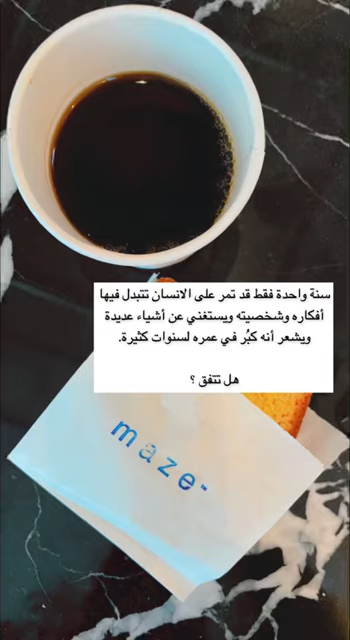 سنة واحدة فقط قد تمر على الانسان تتبدل فيها
أفكاره وشخصيته ويستغني عن أشياء عديدة
ويشعر أنه كبُر في عمره لسنوات كثيرة.
هل تتفق ؟
maze-